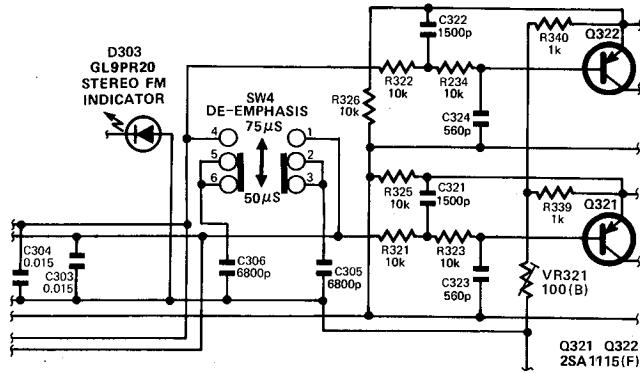 C322
1500p
R340
1k
Q322
D303
GL9PR20
STEREO FM
INDICATOR
SW4
DE-EMPHASIS
75µS
R322
10k
R234
10k
R326
10k
C324
560p
4
1
5
2
6
3
50µS
R325
10k
C321
1500p
R339
1k
Q321
C304
0.015
C303
0.015
C306
6800p
C305
6800p
R321
10k
R323
10k
C323
560p
VR321
100(B)
Q321 Q322
2SA1115(F)